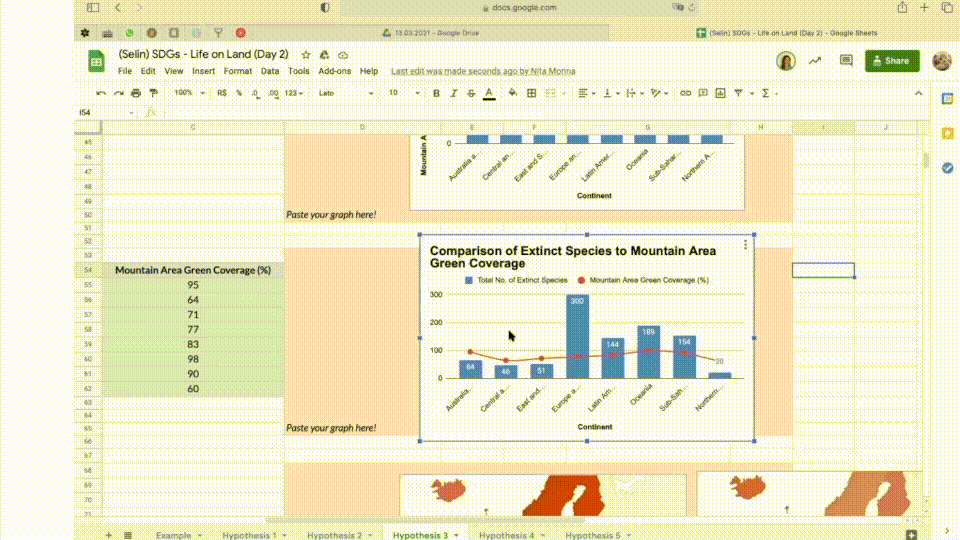 docs.google.com
13.03.2021 - Google Drive
(Selin) SDGs - Life on Land (Day 2) - Google Sheets
(Selin) SDGs - Life on Land (Day 2)
File Edit View Insert Format Data Tools Add-ons Help Last edit was made seconds ago by Nita Morina
Share
100% R$ % .0 .00 123 Lato 10 B I S A
I54 fx
C D E F G H I J
45
46
47
48
49
50
51
52
53
54
55
56
57
58
59
60
61
62
63
64
65
66
67
68
69
70
71
Mountain A
0
Australia a... Central an... East and S... Europe an... Latin Amer... Oceania Sub-Sahar... Northern A...
Continent
Paste your graph here!
Mountain Area Green Coverage (%)
95
64
71
77
83
98
90
60
Comparison of Extinct Species to Mountain Area
Green Coverage
Total No. of Extinct Species Mountain Area Green Coverage (%)
300
200
100
0
64 46 51 300 144 189 154 20
Australia... Central a... East and... Europe a... Latin Am... Oceania Sub-Sah... Northern...
Continent
Paste your graph here!
Example Hypothesis 1 Hypothesis 2 Hypothesis 3 Hypothesis 4 Hypothesis 5